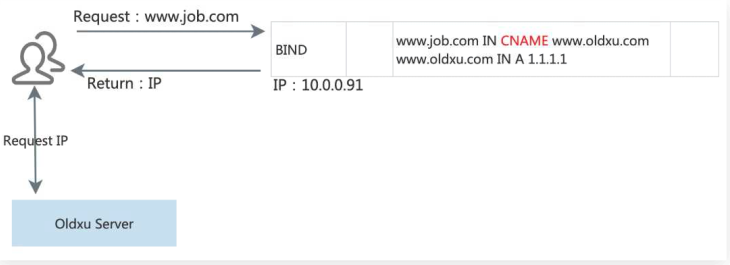 Request：www.job.com
BIND
www.job.com IN CNAME www.oldxu.com
www.oldxu.com IN A 1.1.1.1
Return：IP
IP：10.0.0.91
Request IP
Oldxu Server